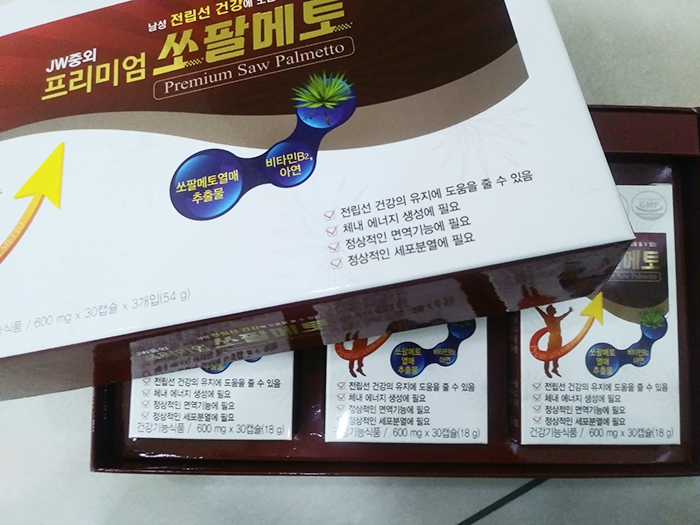 남성 전립선 건강에 도움
JW중외
프리미엄 쏘팔메토
Premium Saw Palmetto
쏘팔메토열매
추출물
비타민B₂,
아연
전립선 건강의 유지에 도움을 줄 수 있음
체내 에너지 생성에 필요
정상적인 면역기능에 필요
정상적인 세포분열에 필요
능식품 / 600 mg x 30캡슐 x 3개입(54 g)
전립선 건강의 유지에 도움을 줄 수 있음
체내 에너지 생성에 필요
정상적인 면역기능에 필요
정상적인 세포분열에 필요
건강기능식품 / 600 mg x 30캡슐(18 g)
쏘팔메토
열매
추출물
전립선 건강의 유지에 도움을 줄 수 있음
체내 에너지 생성에 필요
정상적인 면역기능에 필요
정상적인 세포분열에 필요
건강기능식품 / 600 mg x 30캡슐(18 g)
GMP
메토
Saw Palmetto
쏘팔메토
열매
추출물
비타민B₂
아연
전립선 건강의 유지에 도움을 줄 수 있음
체내 에너지 생성에 필요
정상적인 면역기능에 필요
정상적인 세포분열에 필요
건강기능식품 / 600 mg x 30캡슐(18 g)